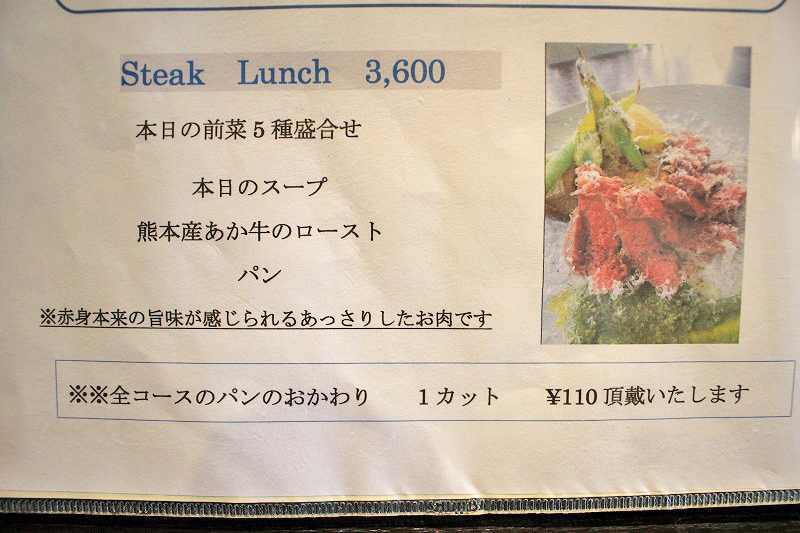 Steak Lunch 3,600
本日の前菜5種盛合せ
本日のスープ
熊本産あか牛のロースト
パン
※赤身本来の旨味が感じられるあっさりしたお肉です
※※全コースのパンのおかわり 1カット ¥110頂戴いたします